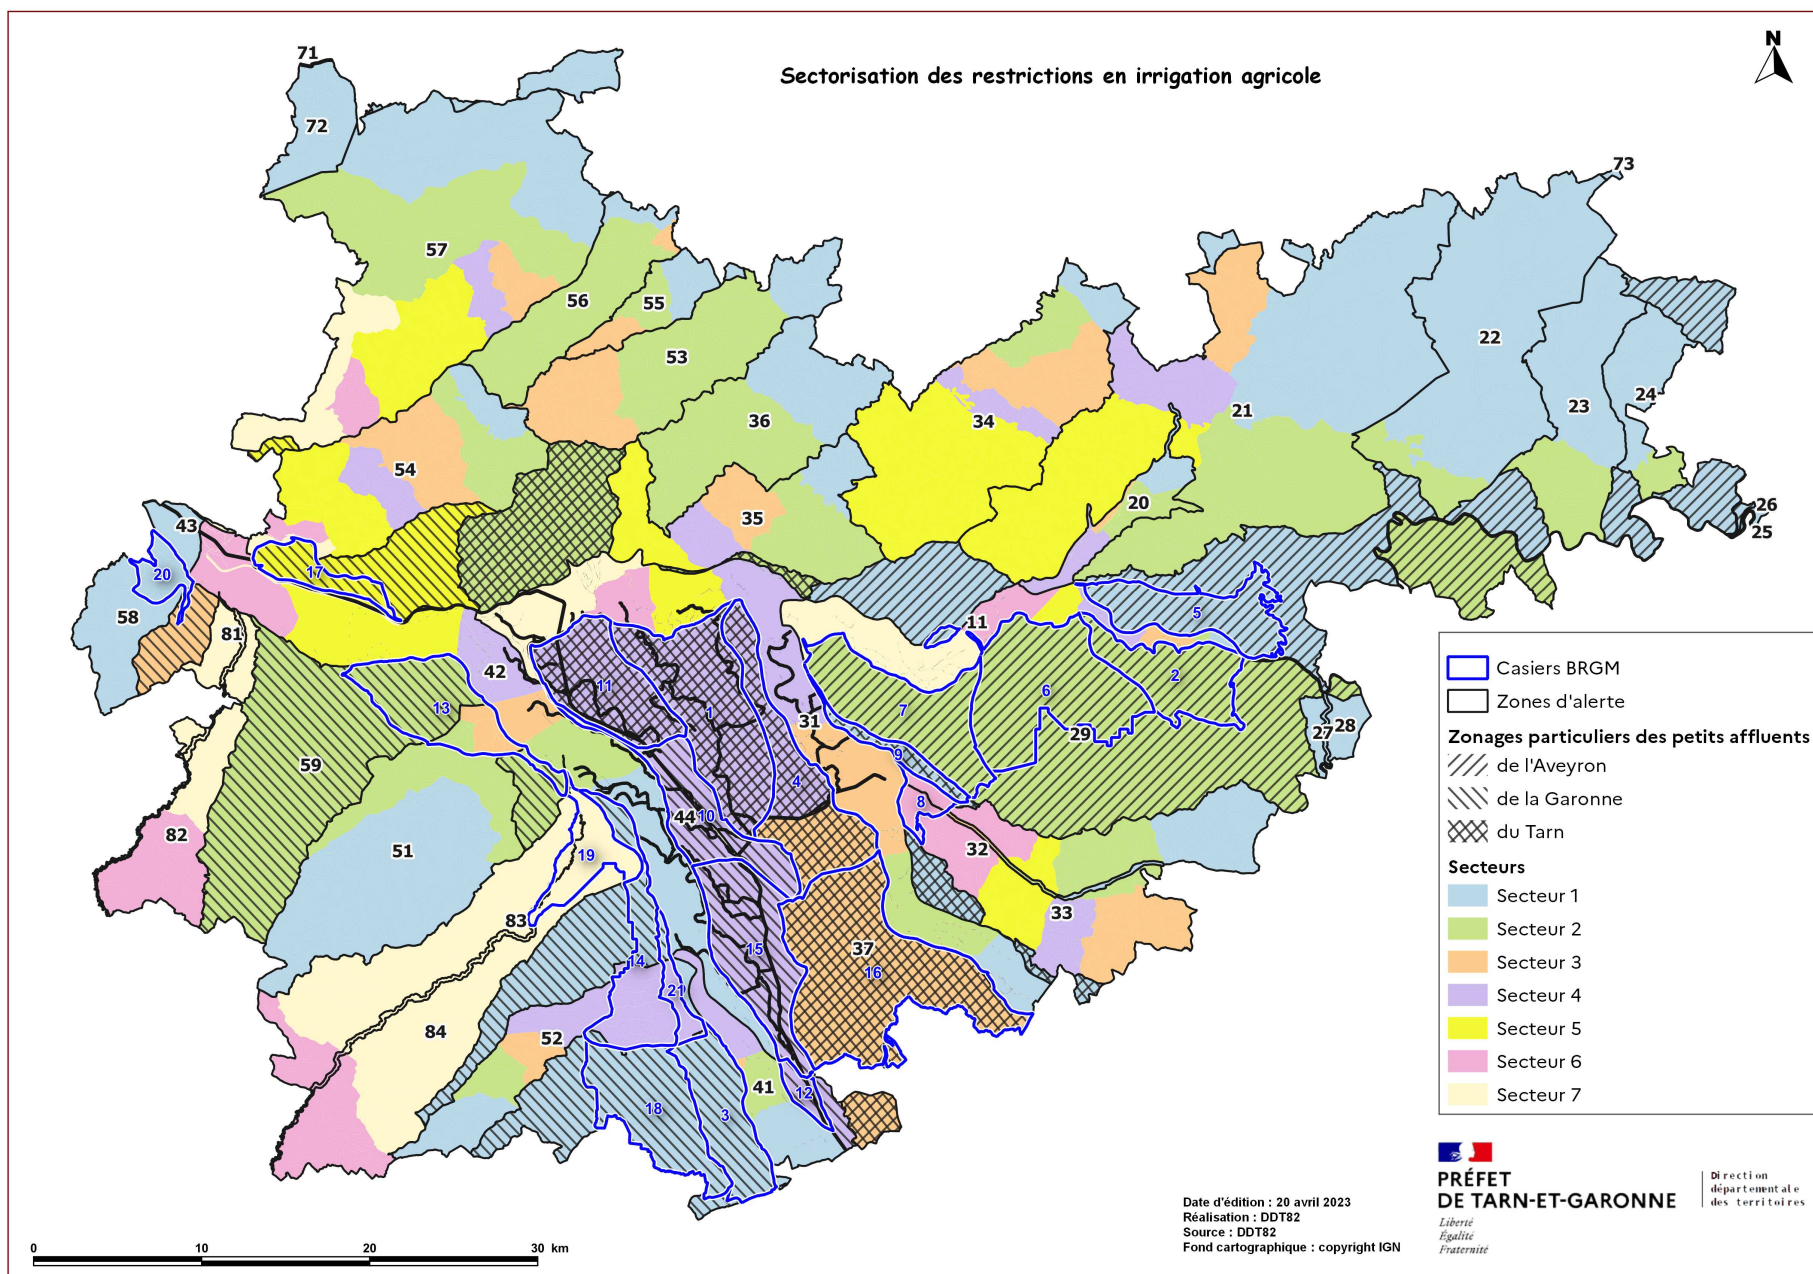 Sectorisation des restrictions en irrigation agricole
N
71
72
73
57
56
55
53
22
36
34
21
23
24
54
35
20
26
25
43
20
17
58
81
11
5
42
13
11
1
31
7
6
2
29
27
28
59
9
4
8
44
10
82
51
19
32
33
83
15
37
16
14
21
84
52
41
12
18
3
Casiers BRGM
Zones d'alerte
Zonages particuliers des petits affluents
de l'Aveyron
de la Garonne
du Tarn
Secteurs
Secteur 1
Secteur 2
Secteur 3
Secteur 4
Secteur 5
Secteur 6
Secteur 7
PRÉFET
DE TARN-ET-GARONNE
Liberté
Égalité
Fraternité
Direction
départementale
des territoires
Date d'édition : 20 avril 2023
Réalisation : DDT82
Source : DDT82
Fond cartographique : copyright IGN
0 10 20 30 km